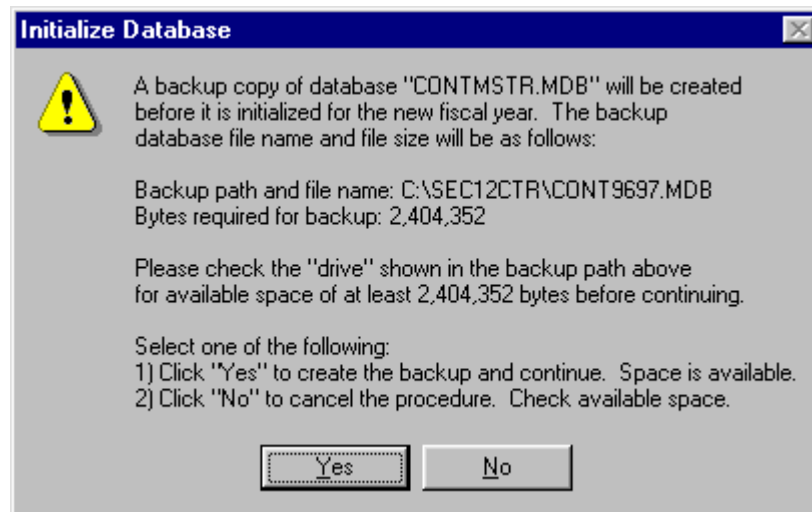 Initialize Database
A backup copy of database "CONTMSTR.MDB" will be created
before it is initialized for the new fiscal year.  The backup
database file name and file size will be as follows:
Backup path and file name: C:\SEC12CTR\CONT9697.MDB
Bytes required for backup: 2,404,352
Please check the "drive" shown in the backup path above
for available space of at least 2,404,352 bytes before continuing.
Select one of the following:
1) Click "Yes" to create the backup and continue.  Space is available.
2) Click "No" to cancel the procedure.  Check available space.
Yes No